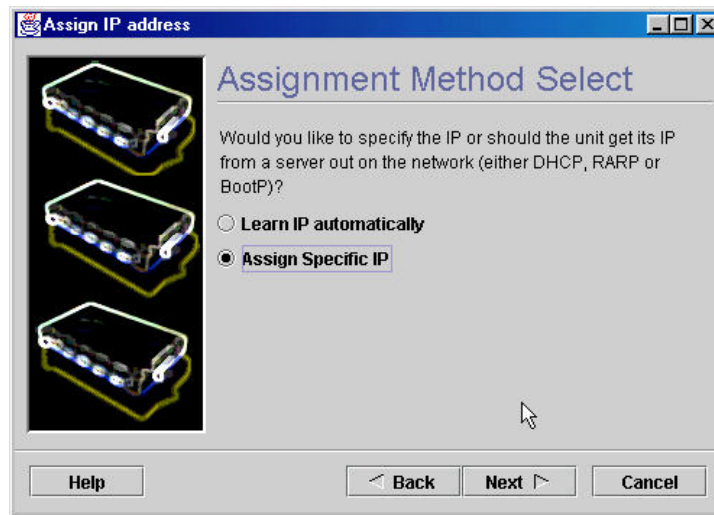 Assign IP address
Assignment Method Select
Would you like to specify the IP or should the unit get its IP
from a server out on the network (either DHCP, RARP or
BootP)?
Learn IP automatically
Assign Specific IP
Help
Back
Next
Cancel